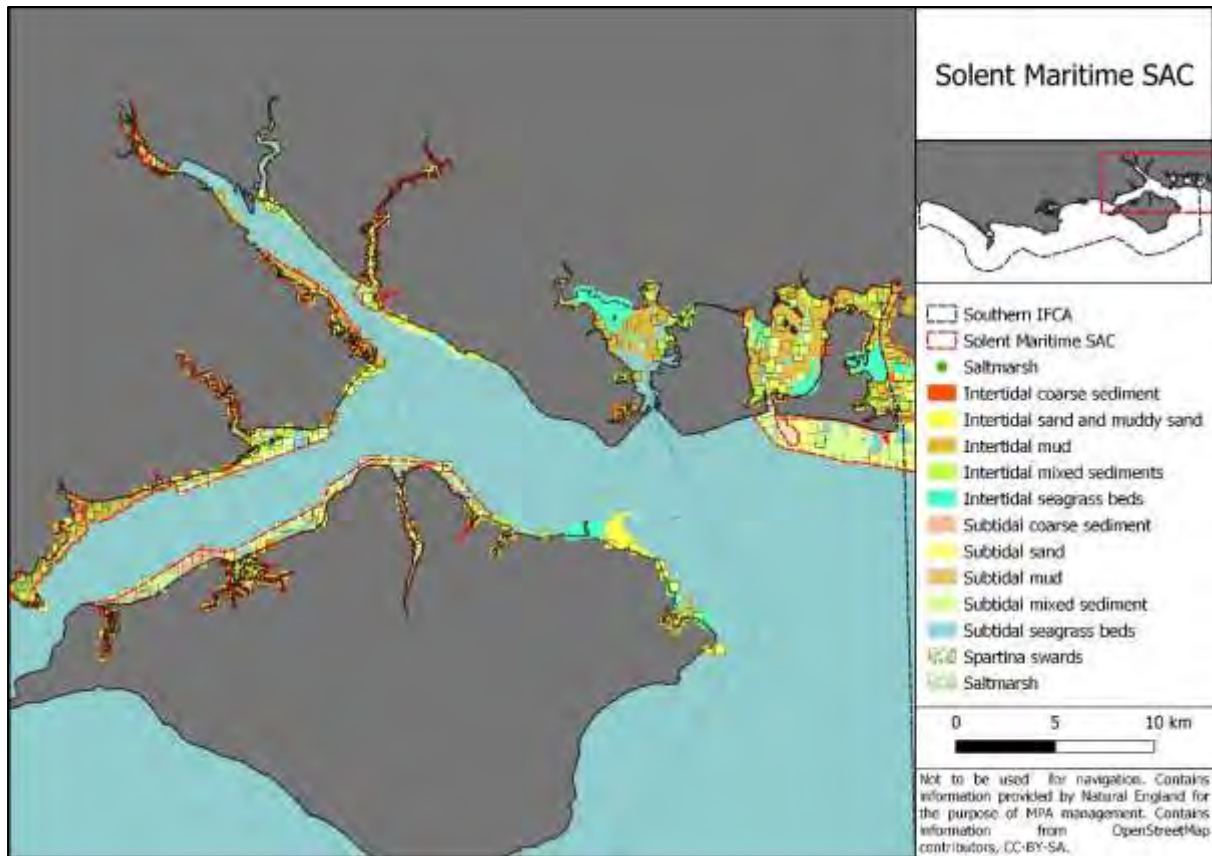 Solent Maritime SAC
Southern IFCA
Solent Maritime SAC
Saltmarsh
Intertidal coarse sediment
Intertidal sand and muddy sand
Intertidal mud
Intertidal mixed sediments
Intertidal seagrass beds
Subtidal coarse sediment
Subtidal sand
Subtidal mud
Subtidal mixed sediment
Subtidal seagrass beds
Spartina swards
Saltmarsh
0 5 10 km
Not to be used for navigation. Contains
information provided by Natural England for
the purpose of MPA management. Contains
information from OpenStreetMap
contributors, CC-BY-SA.